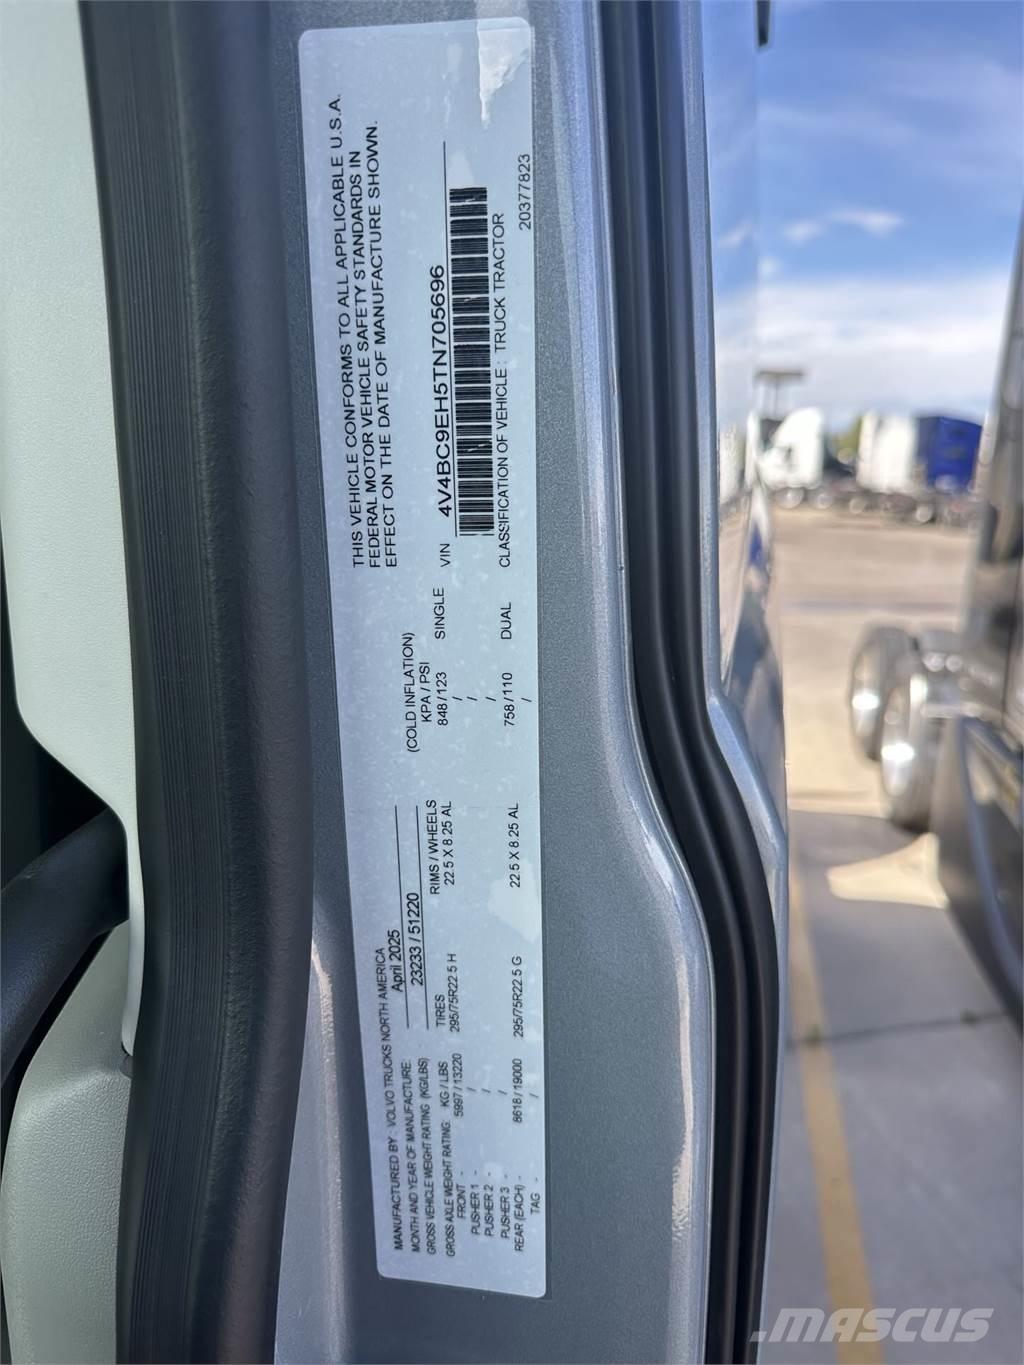 MANUFACTURED BY : VOLVO TRUCKS NORTH AMERICA
MONTH AND YEAR OF MANUFACTURE: April 2025
GROSS VEHICLE WEIGHT RATING (KG/LBS) 23233 / 51220
GROSS AXLE WEIGHT RATING: KG / LBS TIRES RIMS / WHEELS (COLD INFLATION) KPA / PSI
FRONT - 5997 / 13220 295/75R22.5 H 22.5 X 8.25 AL 848 / 123 SINGLE
PUSHER 1 - / /
PUSHER 2 - / /
PUSHER 3 - / /
REAR (EACH) - 8618 / 19000 295/75R22.5 G 22.5 X 8.25 AL 758 / 110 DUAL
TAG - / /
THIS VEHICLE CONFORMS TO ALL APPLICABLE U.S.A.
FEDERAL MOTOR VEHICLE SAFETY STANDARDS IN
EFFECT ON THE DATE OF MANUFACTURE SHOWN.
VIN 4V4BC9EH5TN705696
CLASSIFICATION OF VEHICLE : TRUCK TRACTOR
20377823
.MASCUS